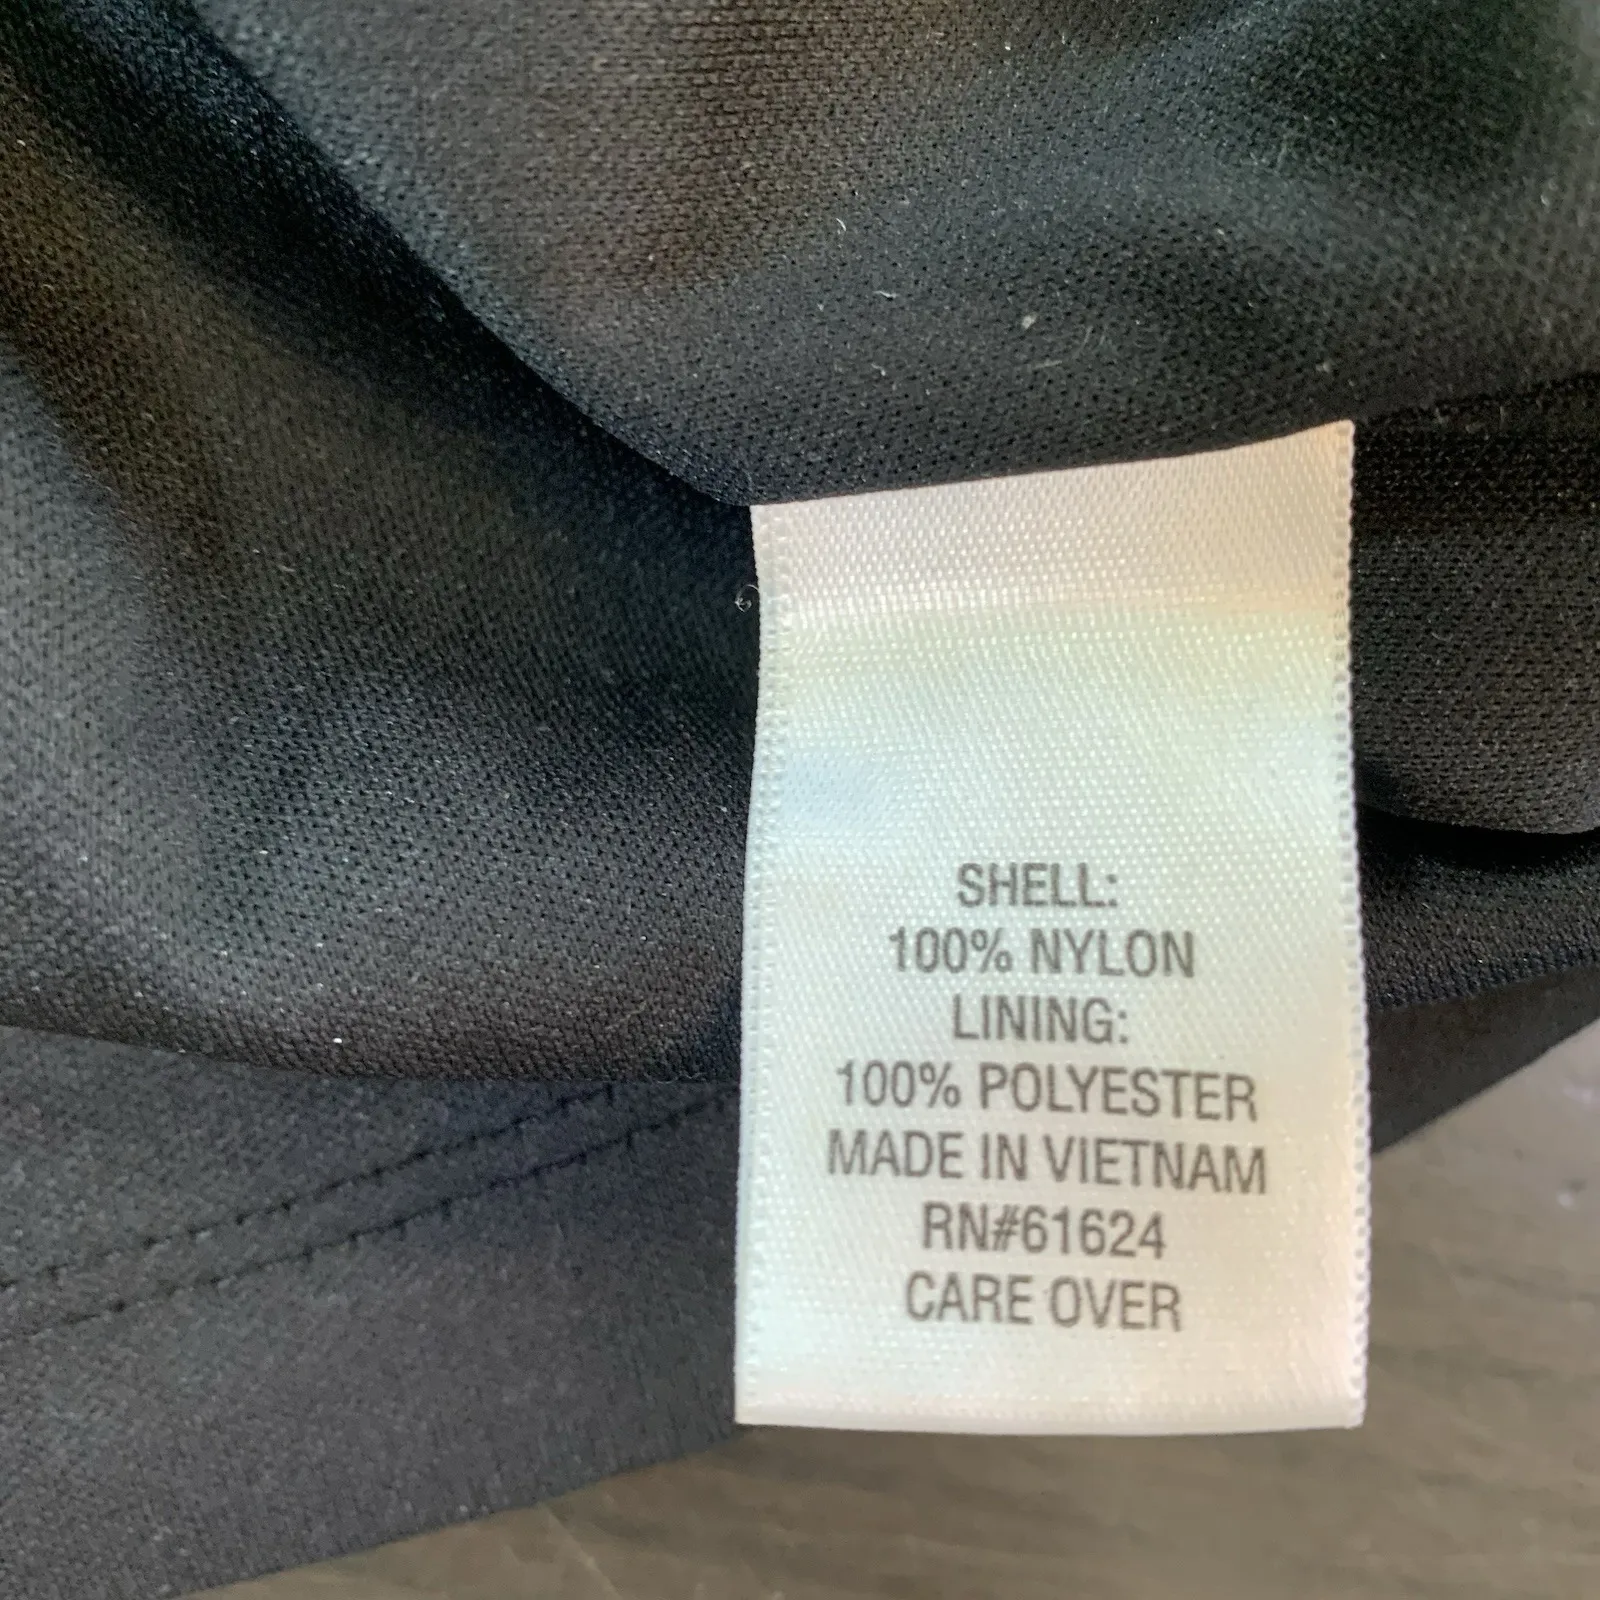 SHELL:
100% NYLON
LINING:
100% POLYESTER
MADE IN VIETNAM
RN#61624
CARE OVER